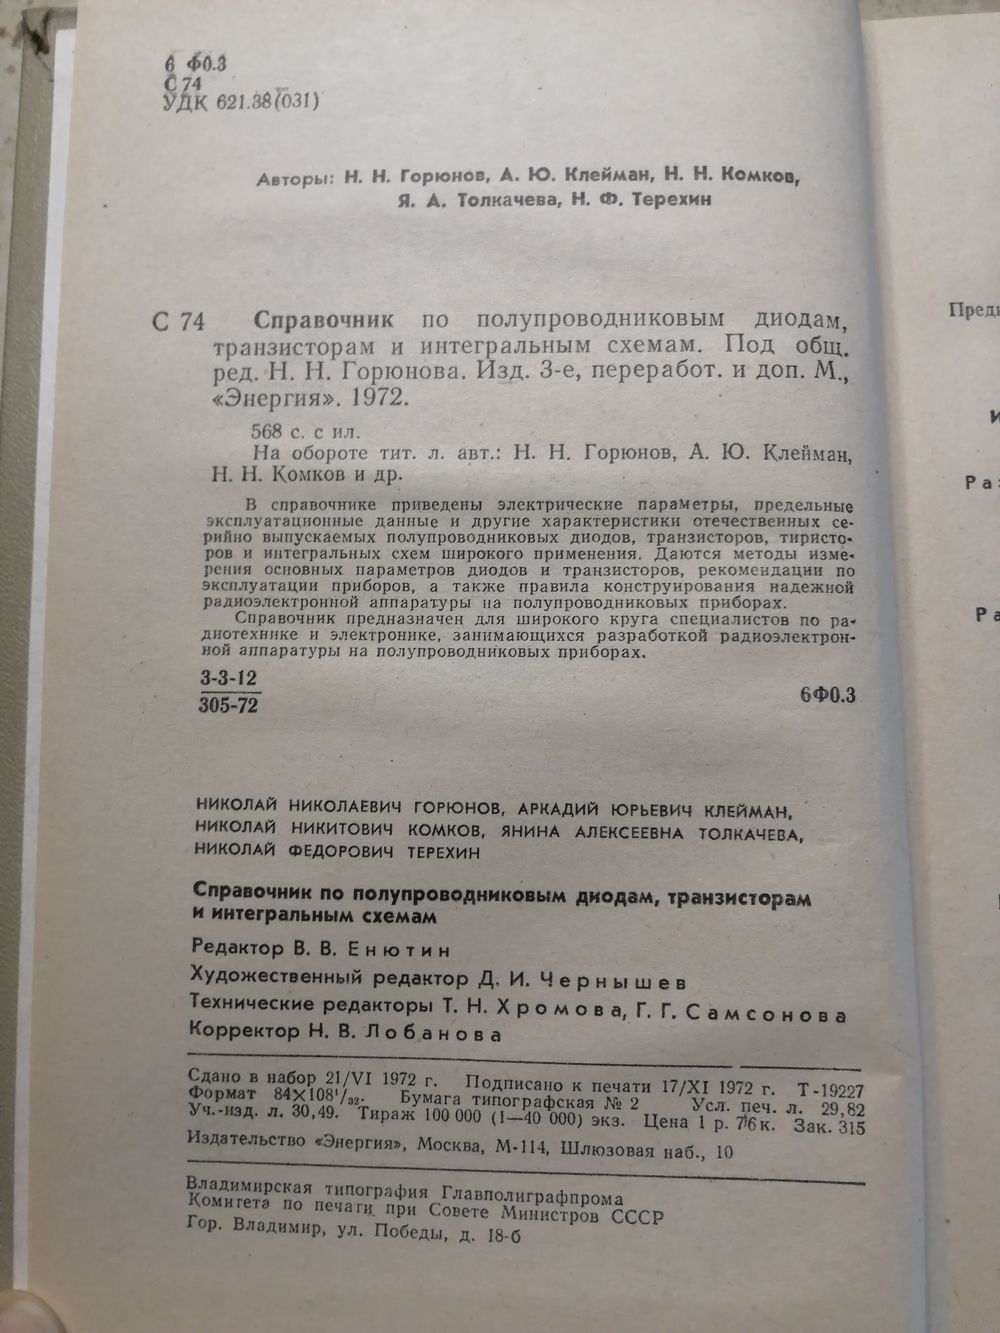 6 Ф0.3
С 74
УДК 621.38(031)
Авторы: Н. Н. Горюнов, А. Ю. Клейман, Н. Н. Комков,
Я. А. Толкачева, Н. Ф. Терехин
С 74 Справочник по полупроводниковым диодам,
транзисторам и интегральным схемам. Под общ.
ред. Н. Н. Горюнова. Изд. 3-е, переработ. и доп. М.,
«Энергия». 1972.
568 с. с ил.
На обороте тит. л. авт.: Н. Н. Горюнов, А. Ю. Клейман,
Н. Н. Комков и др.
В справочнике приведены электрические параметры, предельные
эксплуатационные данные и другие характеристики отечественных се-
рийно выпускаемых полупроводниковых диодов, транзисторов, тиристо-
ров и интегральных схем широкого применения. Даются методы изме-
рения основных параметров диодов и транзисторов, рекомендации по
эксплуатации приборов, а также правила конструирования надежной
радиоэлектронной аппаратуры на полупроводниковых приборах.
Справочник предназначен для широкого круга специалистов по ра-
диотехнике и электронике, занимающихся разработкой радиоэлектрон-
ной аппаратуры на полупроводниковых приборах.
3-3-12
305-72
6Ф0.3
НИКОЛАЙ НИКОЛАЕВИЧ ГОРЮНОВ, АРКАДИЙ ЮРЬЕВИЧ КЛЕЙМАН,
НИКОЛАЙ НИКИТОВИЧ КОМКОВ, ЯНИНА АЛЕКСЕЕВНА ТОЛКАЧЕВА,
НИКОЛАЙ ФЕДОРОВИЧ ТЕРЕХИН
Справочник по полупроводниковым диодам, транзисторам
и интегральным схемам
Редактор В. В. Енютин
Художественный редактор Д. И. Чернышев
Технические редакторы Т. Н. Хромова, Г. Г. Самсонова
Корректор Н. В. Лобанова
Сдано в набор 21/VI 1972 г. Подписано к печати 17/XI 1972 г. Т-19227
Формат 84×108¹/₃₂. Бумага типографская № 2 Усл. печ. л. 29,82
Уч.-изд. л. 30,49. Тираж 100 000 (1—40 000) экз. Цена 1 р. 76 к. Зак. 315
Издательство «Энергия», Москва, М-114, Шлюзовая наб., 10
Владимирская типография Главполиграфпрома
Комитета по печати при Совете Министров СССР
Гор. Владимир, ул. Победы, д. 18-б